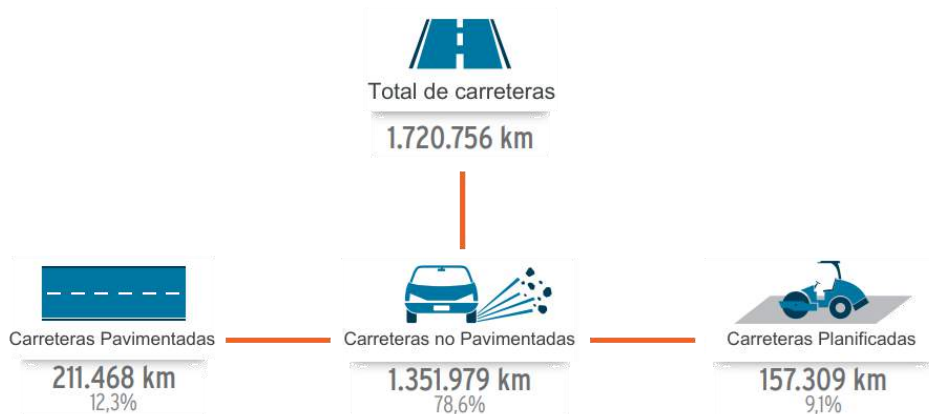 Total de carreteras
1.720.756 km
Carreteras Pavimentadas
211.468 km
12,3%
Carreteras no Pavimentadas
1.351.979 km
78,6%
Carreteras Planificadas
157.309 km
9,1%